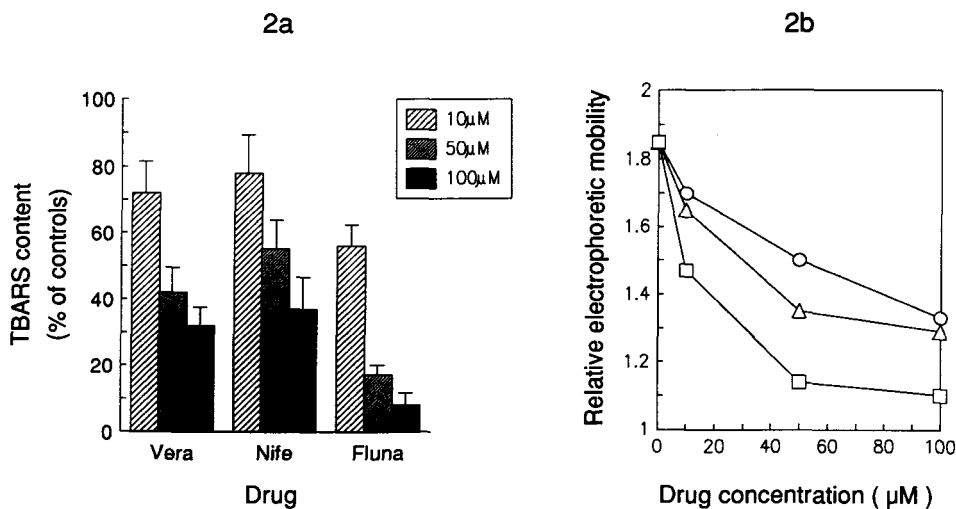 2a
TBARS content
(% of controls)
100
80
60
40
20
0
10μM
50μM
100μM
Vera Nife Fluna
Drug
2b
Relative electrophoretic mobility
2
1.8
1.6
1.4
1.2
1
0 20 40 60 80 100
Drug concentration ( μM )